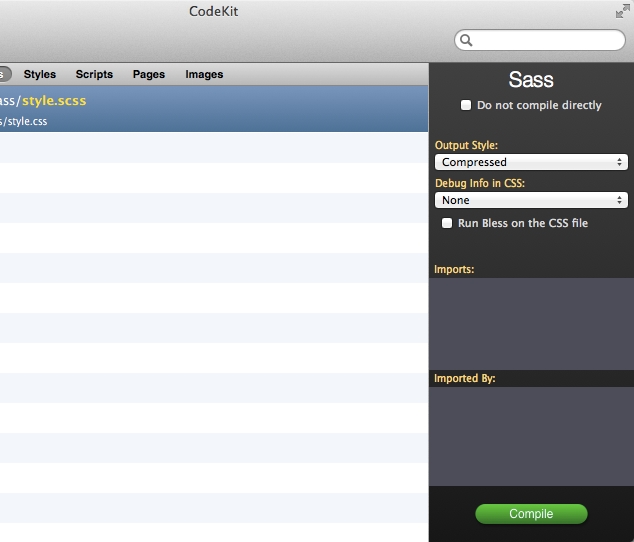 CodeKit
s Styles Scripts Pages Images
ass/style.scss
s/style.css
Sass
Do not compile directly
Output Style:
Compressed
Debug Info in CSS:
None
Run Bless on the CSS file
Imports:
Imported By:
Compile